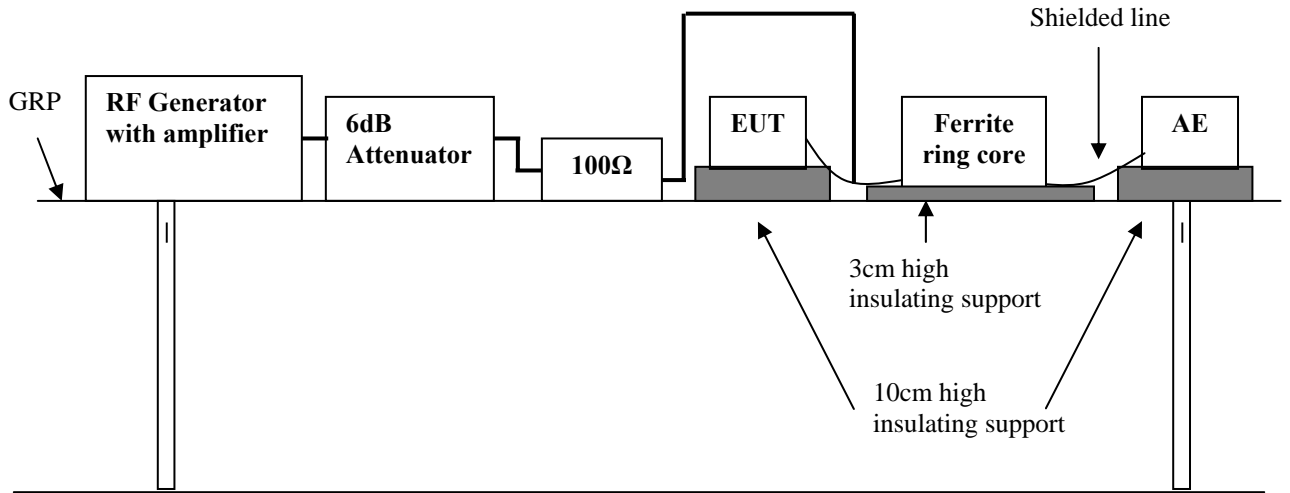 Shielded line
GRP
RF Generator
with amplifier
6dB
Attenuator
100Ω
EUT
Ferrite
ring core
AE
3cm high
insulating support
10cm high
insulating support